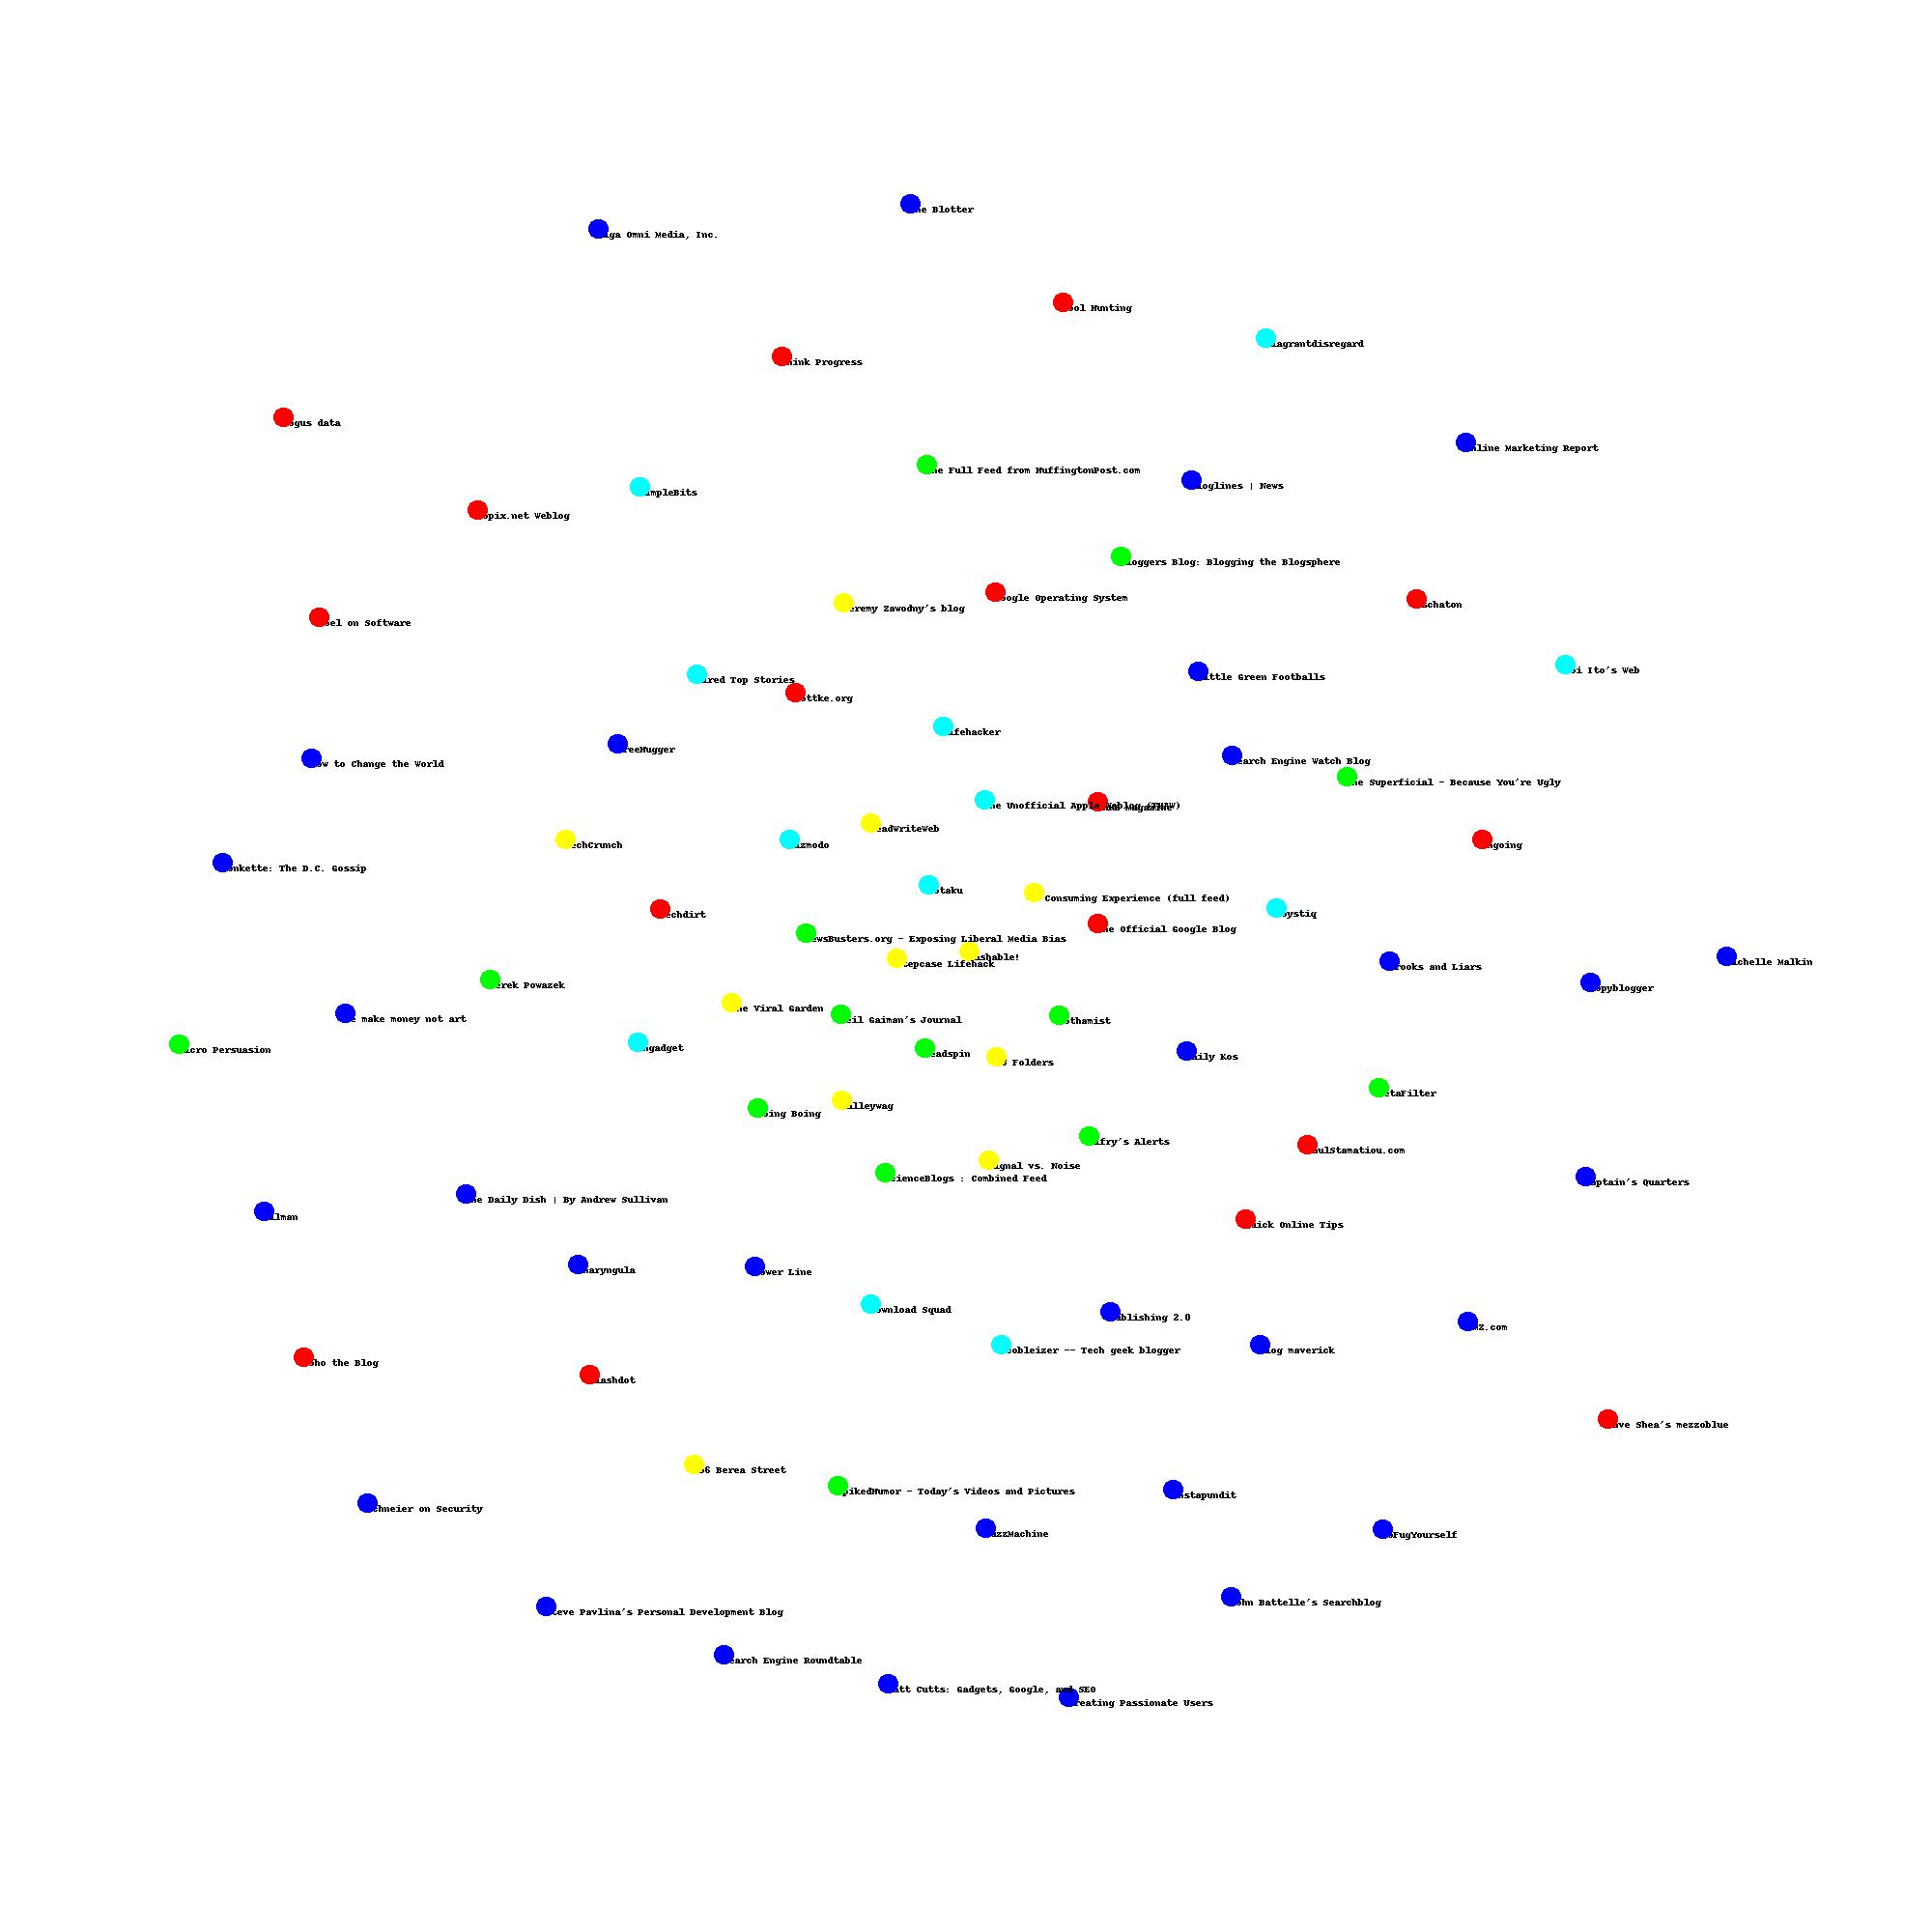 he Blotter
iga Omni Media, Inc.
ool Hunting
lagrantdisregard
hink Progress
ogus data
nline Marketing Report
he Full Feed from HuffingtonPost.com
loglines | News
impleBits
opix.net Weblog
loggers Blog: Blogging the Blogsphere
oogle Operating System
schaton
eremy Zawodny's blog
oel on Software
oi Ito's Web
ittle Green Footballs
ired Top Stories
ottke.org
ifehacker
reeHugger
earch Engine Watch Blog
ow to Change the World
he Superficial - Because You're Ugly
he Unofficial Apple Weblog (TUAW)
Magazine
eadWriteWeb
echCrunch
izmodo
ngoing
onkette: The D.C. Gossip
otaku
Consuming Experience (full feed)
oystiq
echdirt
he Official Google Blog
ewsBusters.org - Exposing Liberal Media Bias
ashable!
tepcase Lifehack
rooks and Liars
ichelle Malkin
erek Powazek
opyblogger
he Viral Garden
e make money not art
eil Gaiman's Journal
othamist
ngadget
icro Persuasion
eadspin
aily Kos
3 Folders
etaFilter
alleywag
oing Boing
ifry's Alerts
aulStamatiou.com
ignal vs. Noise
cienceBlogs : Combined Feed
aptain's Quarters
he Daily Dish | By Andrew Sullivan
ilman
uick Online Tips
haryngula
ower Line
ownload Squad
ublishing 2.0
MZ.com
cobleizer -- Tech geek blogger
log maverick
oho the Blog
lashdot
ave Shea's mezzoblue
56 Berea Street
pikedHumor - Today's Videos and Pictures
nstapundit
chneier on Security
uzzMachine
oFugYourself
ohn Battelle's Searchblog
teve Pavlina's Personal Development Blog
earch Engine Roundtable
att Cutts: Gadgets, Google, and SEO
reating Passionate Users